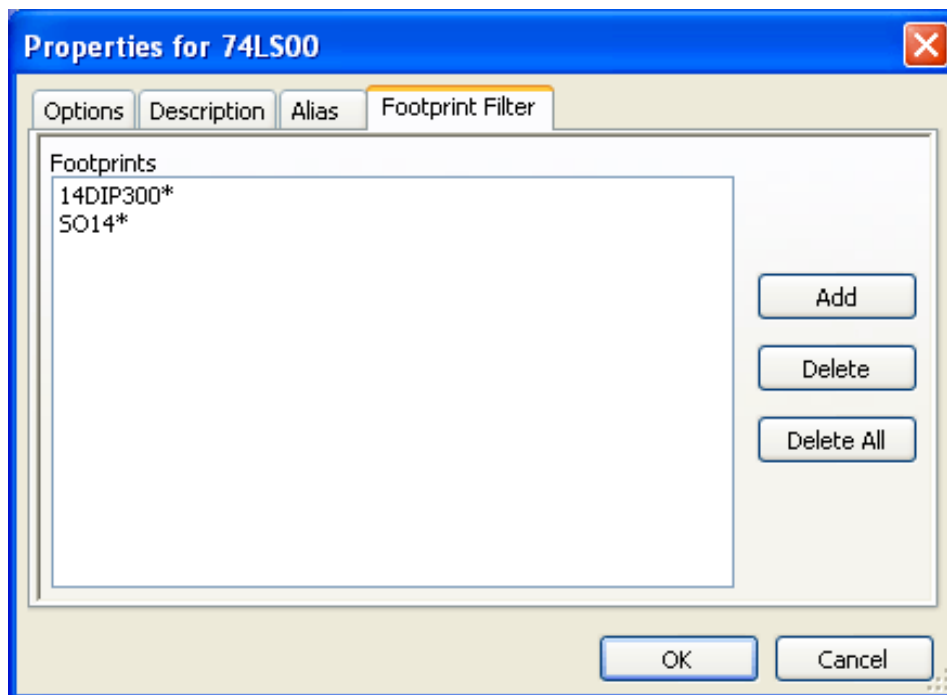 Properties for 74LS00
Options Description Alias Footprint Filter
Footprints
14DIP300*
SO14*
Add
Delete
Delete All
OK Cancel